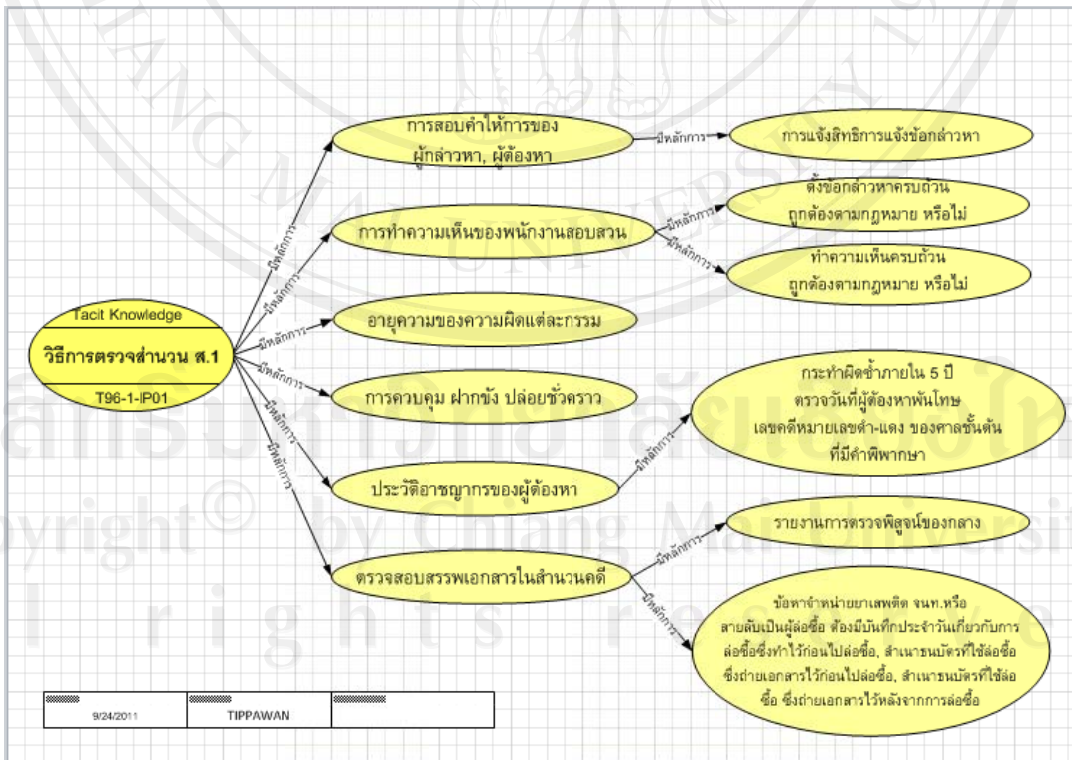 Tacit Knowledge
วิธีการตรวจสำนวน ส.1
T96-1-IP01
มีหลักการ
มีหลักการ
มีหลักการ
มีหลักการ
มีหลักการ
มีหลักการ
การสอบคำให้การของ
ผู้กล่าวหา, ผู้ต้องหา
มีหลักการ
การแจ้งสิทธิการแจ้งข้อกล่าวหา
การทำความเห็นของพนักงานสอบสวน
มีหลักการ
ตั้งข้อกล่าวหาครบถ้วน
ถูกต้องตามกฎหมาย หรือไม่
มีหลักการ
ทำความเห็นครบถ้วน
ถูกต้องตามกฎหมาย หรือไม่
อายุความของความผิดแต่ละกรรม
การควบคุม ฝากขัง ปล่อยชั่วคราว
ประวัติอาชญากรของผู้ต้องหา
มีหลักการ
กระทำผิดซ้ำภายใน 5 ปี
ตรวจวันที่ผู้ต้องหาพ้นโทษ
เลขคดีหมายเลขดำ-แดง ของศาลชั้นต้น
ที่มีคำพิพากษา
ตรวจสอบสรรพเอกสารในสำนวนคดี
มีหลักการ
รายงานการตรวจพิสูจน์ของกลาง
มีหลักการ
ข้อหาจำหน่ายยาเสพติด จนท.หรือ
สายลับเป็นผู้ล่อซื้อ ต้องมีบันทึกประจำวันเกี่ยวกับการ
ล่อซื้อซึ่งทำไว้ก่อนไปล่อซื้อ, สำเนาธนบัตรที่ใช้ล่อซื้อ
ซึ่งถ่ายเอกสารไว้ก่อนไปล่อซื้อ, สำเนาธนบัตรที่ใช้ล่อ
ซื้อ ซึ่งถ่ายเอกสารไว้หลังจากการล่อซื้อ
9/24/2011
TIPPAWAN
CHIANG MAI UNIVERSITY 19
opyright © by Chiang Mai Universit
l rights reserve